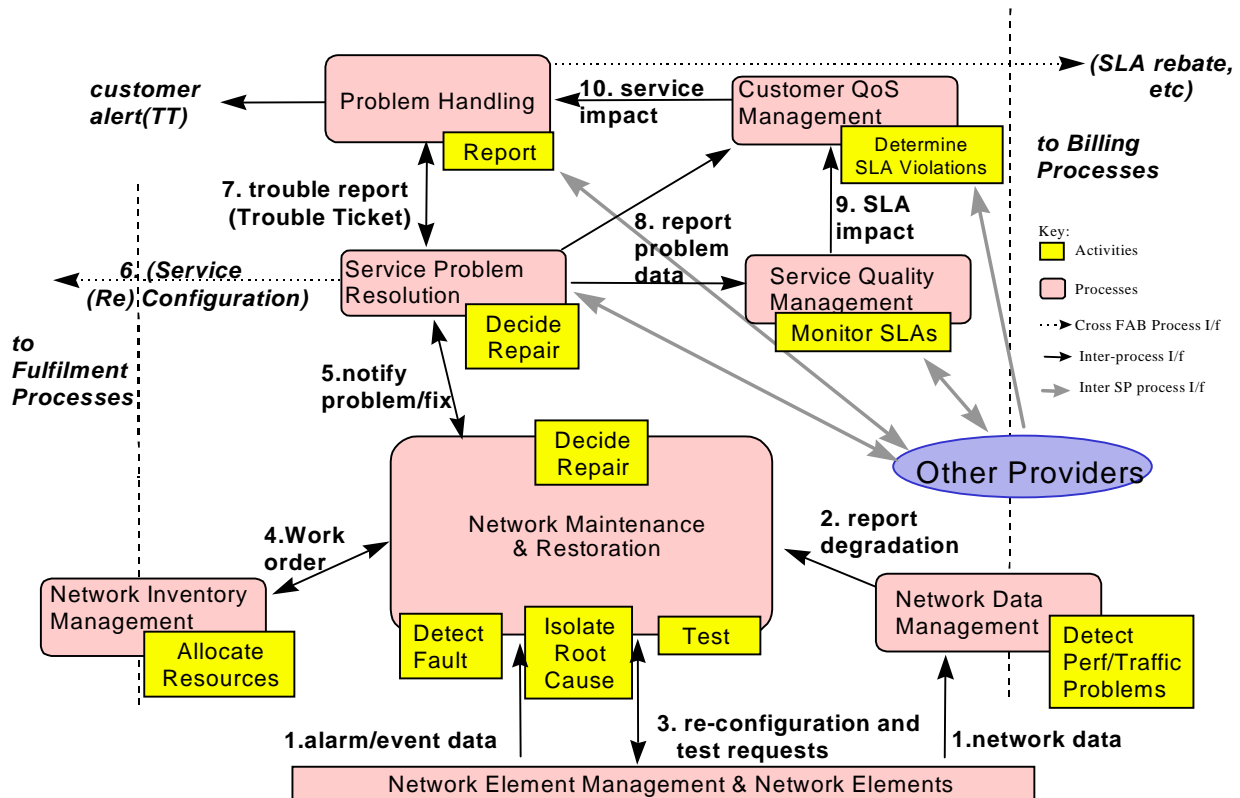 customer
alert(TT)
Problem Handling
Report
10. service
impact
Customer QoS
Management
Determine
SLA Violations
(SLA rebate,
etc)
to Billing
Processes
7. trouble report
(Trouble Ticket)
8. report
problem
data
9. SLA
impact
Key:
Activities
Processes
Cross FAB Process I/f
Inter-process I/f
Inter SP process I/f
6. (Service
(Re) Configuration)
Service Problem
Resolution
Decide
Repair
Service Quality
Management
Monitor SLAs
to
Fulfilment
Processes
5.notify
problem/fix
Decide
Repair
Other Providers
Network Maintenance
& Restoration
4.Work
order
2. report
degradation
Network Inventory
Management
Allocate
Resources
Detect
Fault
Isolate
Root
Cause
Test
Network Data
Management
Detect
Perf/Traffic
Problems
1.alarm/event data
3. re-configuration and
test requests
1.network data
Network Element Management & Network Elements